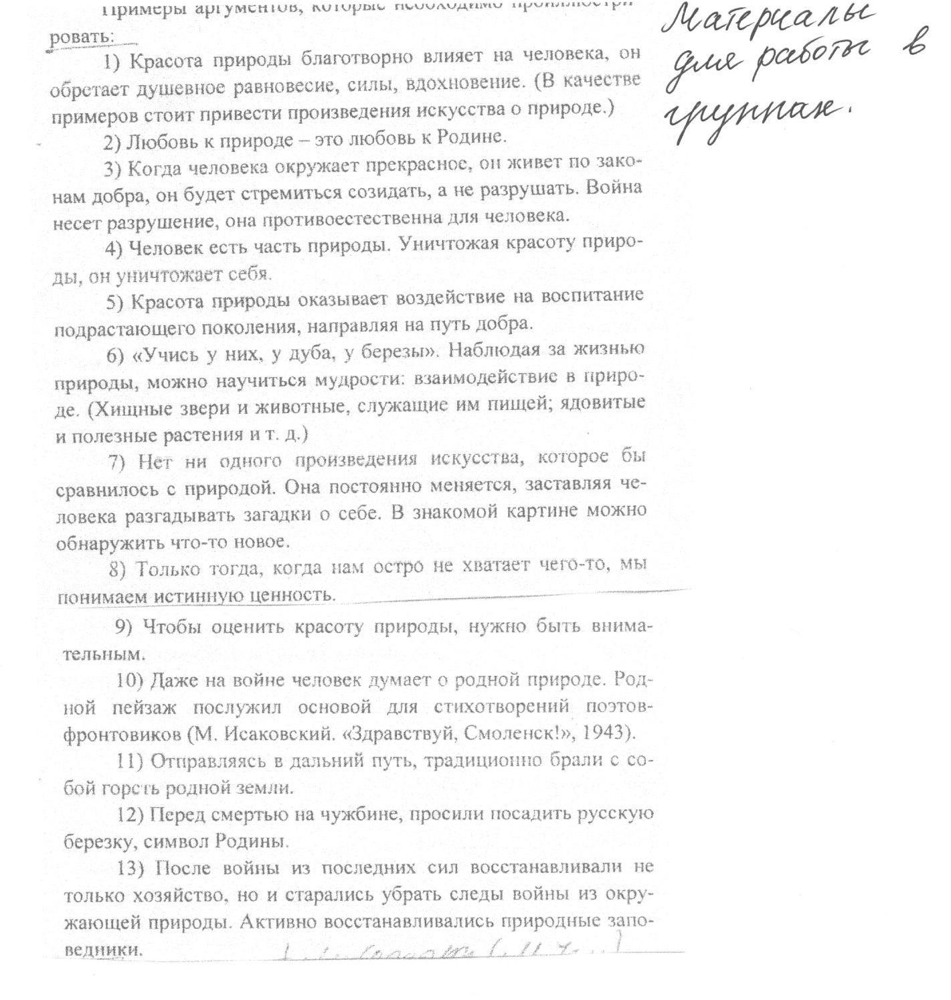 Примеры аргументов, которые необходимо проиллюстри-
ровать:
1) Красота природы благотворно влияет на человека, он
обретает душевное равновесие, силы, вдохновение. (В качестве
примеров стоит привести произведения искусства о природе.)
2) Любовь к природе – это любовь к Родине.
3) Когда человека окружает прекрасное, он живет по зако-
нам добра, он будет стремиться созидать, а не разрушать. Война
несет разрушение, она противоестественна для человека.
4) Человек есть часть природы. Уничтожая красоту приро-
ды, он уничтожает себя.
5) Красота природы оказывает воздействие на воспитание
подрастающего поколения, направляя на путь добра.
6) «Учись у них, у дуба, у березы». Наблюдая за жизнью
природы, можно научиться мудрости: взаимодействие в приро-
де. (Хищные звери и животные, служащие им пищей; ядовитые
и полезные растения и т. д.)
7) Нет ни одного произведения искусства, которое бы
сравнилось с природой. Она постоянно меняется, заставляя че-
ловека разгадывать загадки о себе. В знакомой картине можно
обнаружить что-то новое.
8) Только тогда, когда нам остро не хватает чего-то, мы
понимаем истинную ценность.
9) Чтобы оценить красоту природы, нужно быть внима-
тельным.
10) Даже на войне человек думает о родной природе. Род-
ной пейзаж послужил основой для стихотворений поэтов-
фронтовиков (М. Исаковский. «Здравствуй, Смоленск!», 1943).
11) Отправляясь в дальний путь, традиционно брали с со-
бой горсть родной земли.
12) Перед смертью на чужбине, просили посадить русскую
березку, символ Родины.
13) После войны из последних сил восстанавливали не
только хозяйство, но и старались убрать следы войны из окру-
жающей природы. Активно восстанавливались природные запо-
ведники.
Материалы
для работы в
группах.